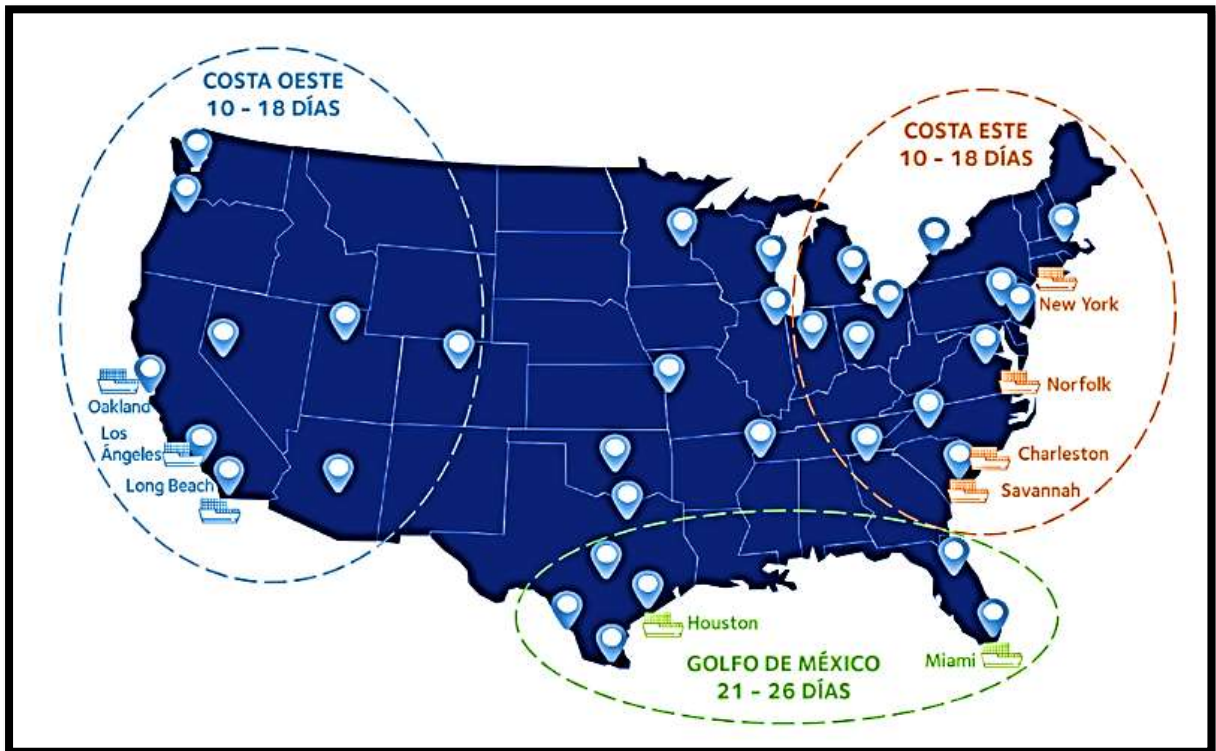 COSTA OESTE
10 - 18 DÍAS
COSTA ESTE
10 - 18 DÍAS
New York
Oakland
Norfolk
Los
Ángeles
Long Beach
Charleston
Savannah
Houston
GOLFO DE MÉXICO
21 - 26 DÍAS
Miami